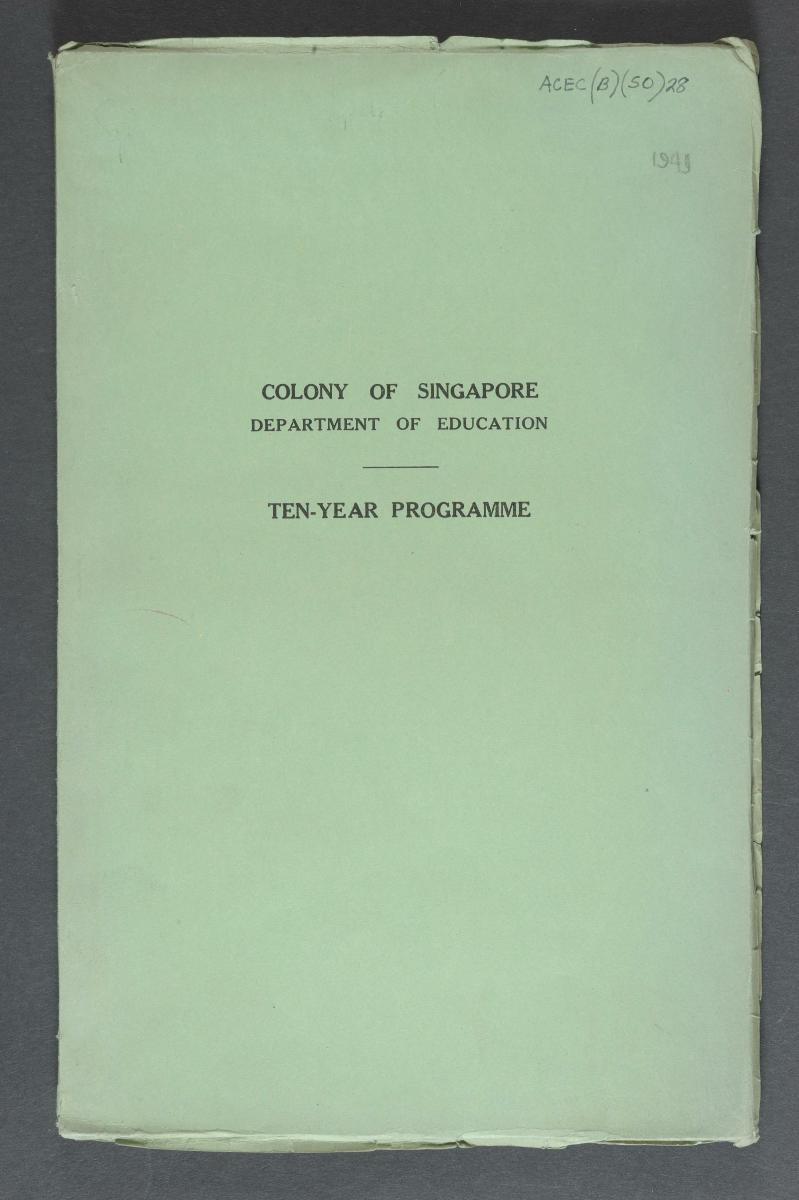 ACEC(B)(50)28
1949
COLONY OF SINGAPORE
DEPARTMENT OF EDUCATION
TEN-YEAR PROGRAMME